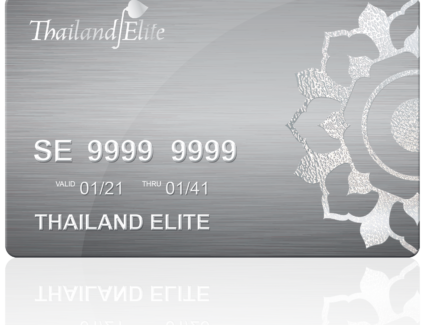 Thailand Elite
SE 9999 9999
VALID 01/21 THRU 01/41
THAILAND ELITE